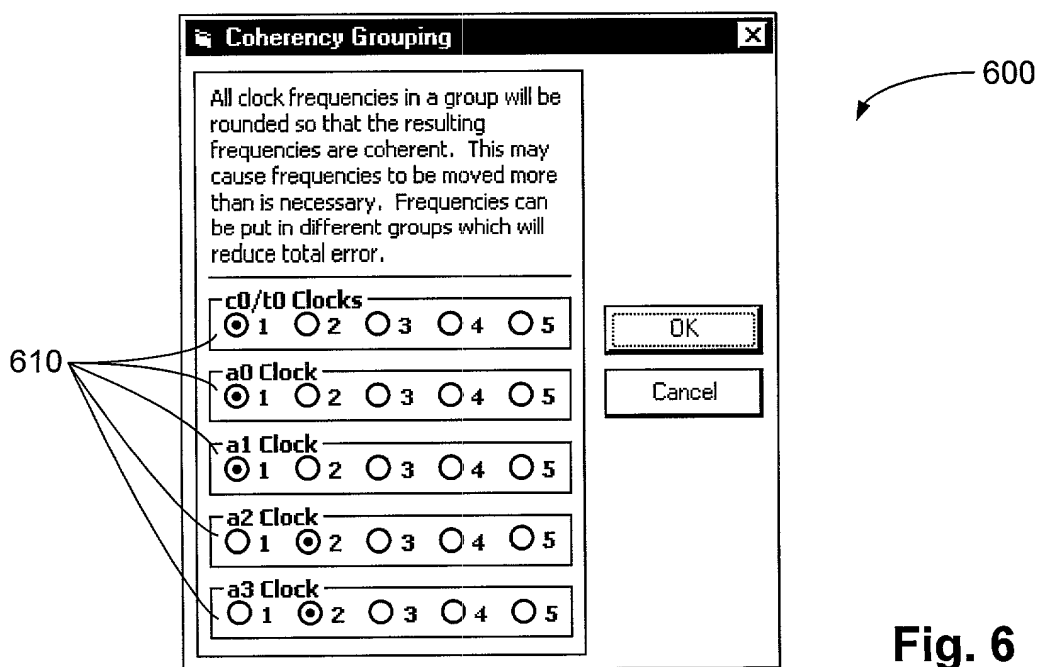 Coherency Grouping
600
All clock frequencies in a group will be
rounded so that the resulting
frequencies are coherent. This may
cause frequencies to be moved more
than is necessary. Frequencies can
be put in different groups which will
reduce total error.
c0/t0 Clocks
1 2 3 4 5
OK
610
a0 Clock
1 2 3 4 5
Cancel
a1 Clock
1 2 3 4 5
a2 Clock
1 2 3 4 5
a3 Clock
1 2 3 4 5
Fig. 6